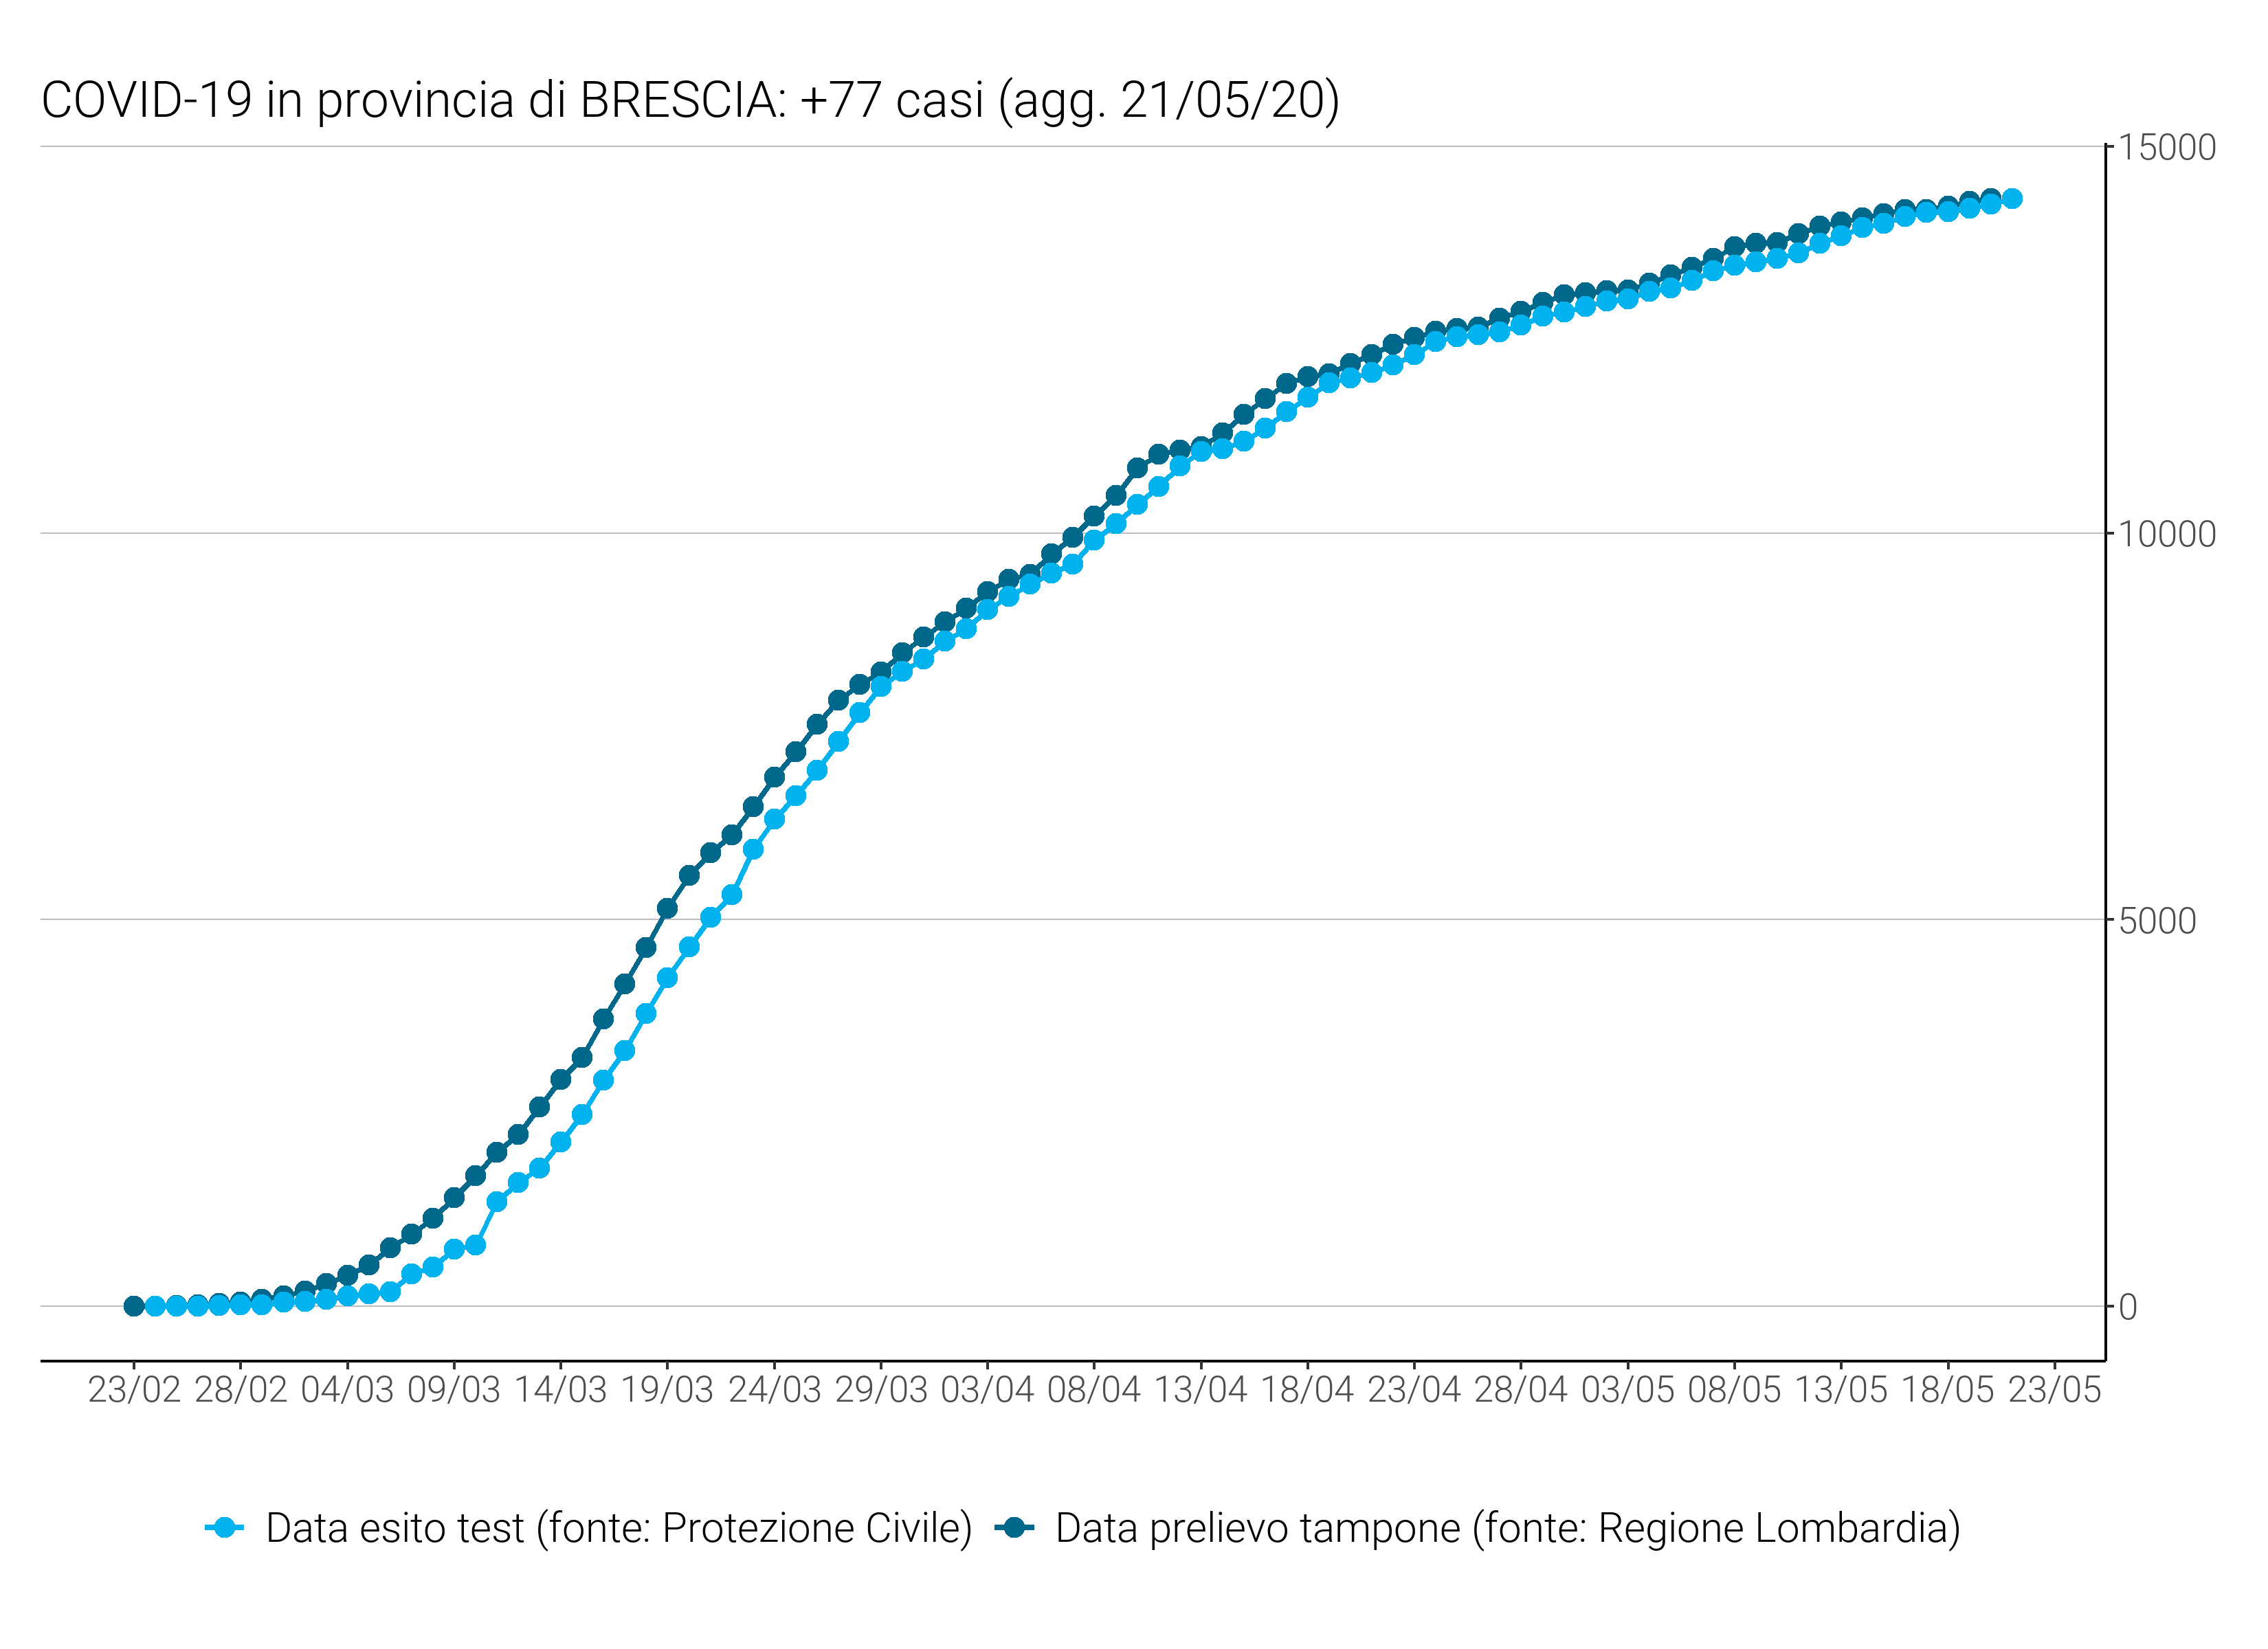 COVID-19 in provincia di BRESCIA: +77 casi (agg. 21/05/20)
15000
10000
5000
0
23/02 28/02 04/03 09/03 14/03 19/03 24/03 29/03 03/04 08/04 13/04 18/04 23/04 28/04 03/05 08/05 13/05 18/05 23/05
Data esito test (fonte: Protezione Civile) Data prelievo tampone (fonte: Regione Lombardia)